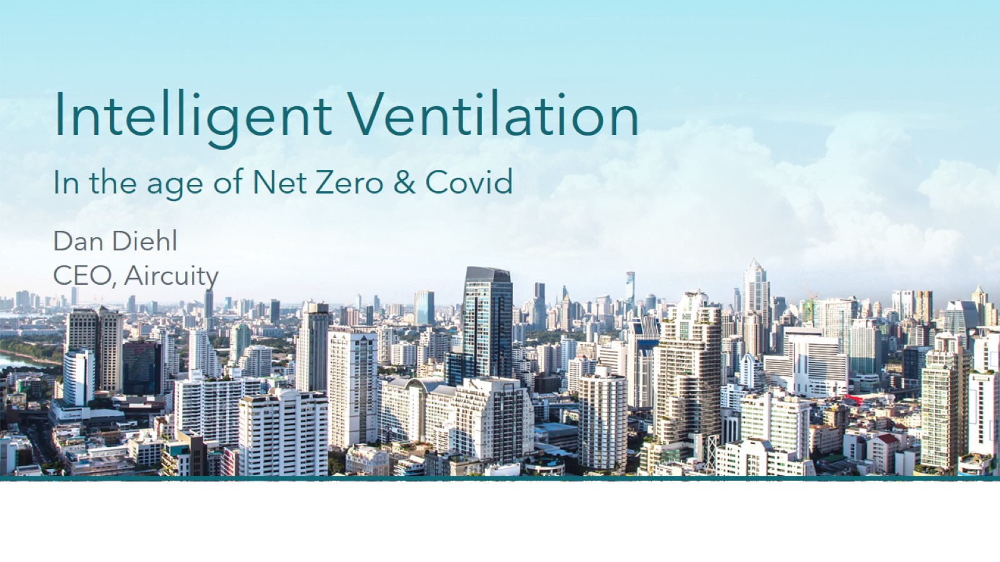 Intelligent Ventilation
In the age of Net Zero & Covid
Dan Diehl
CEO, Aircuity